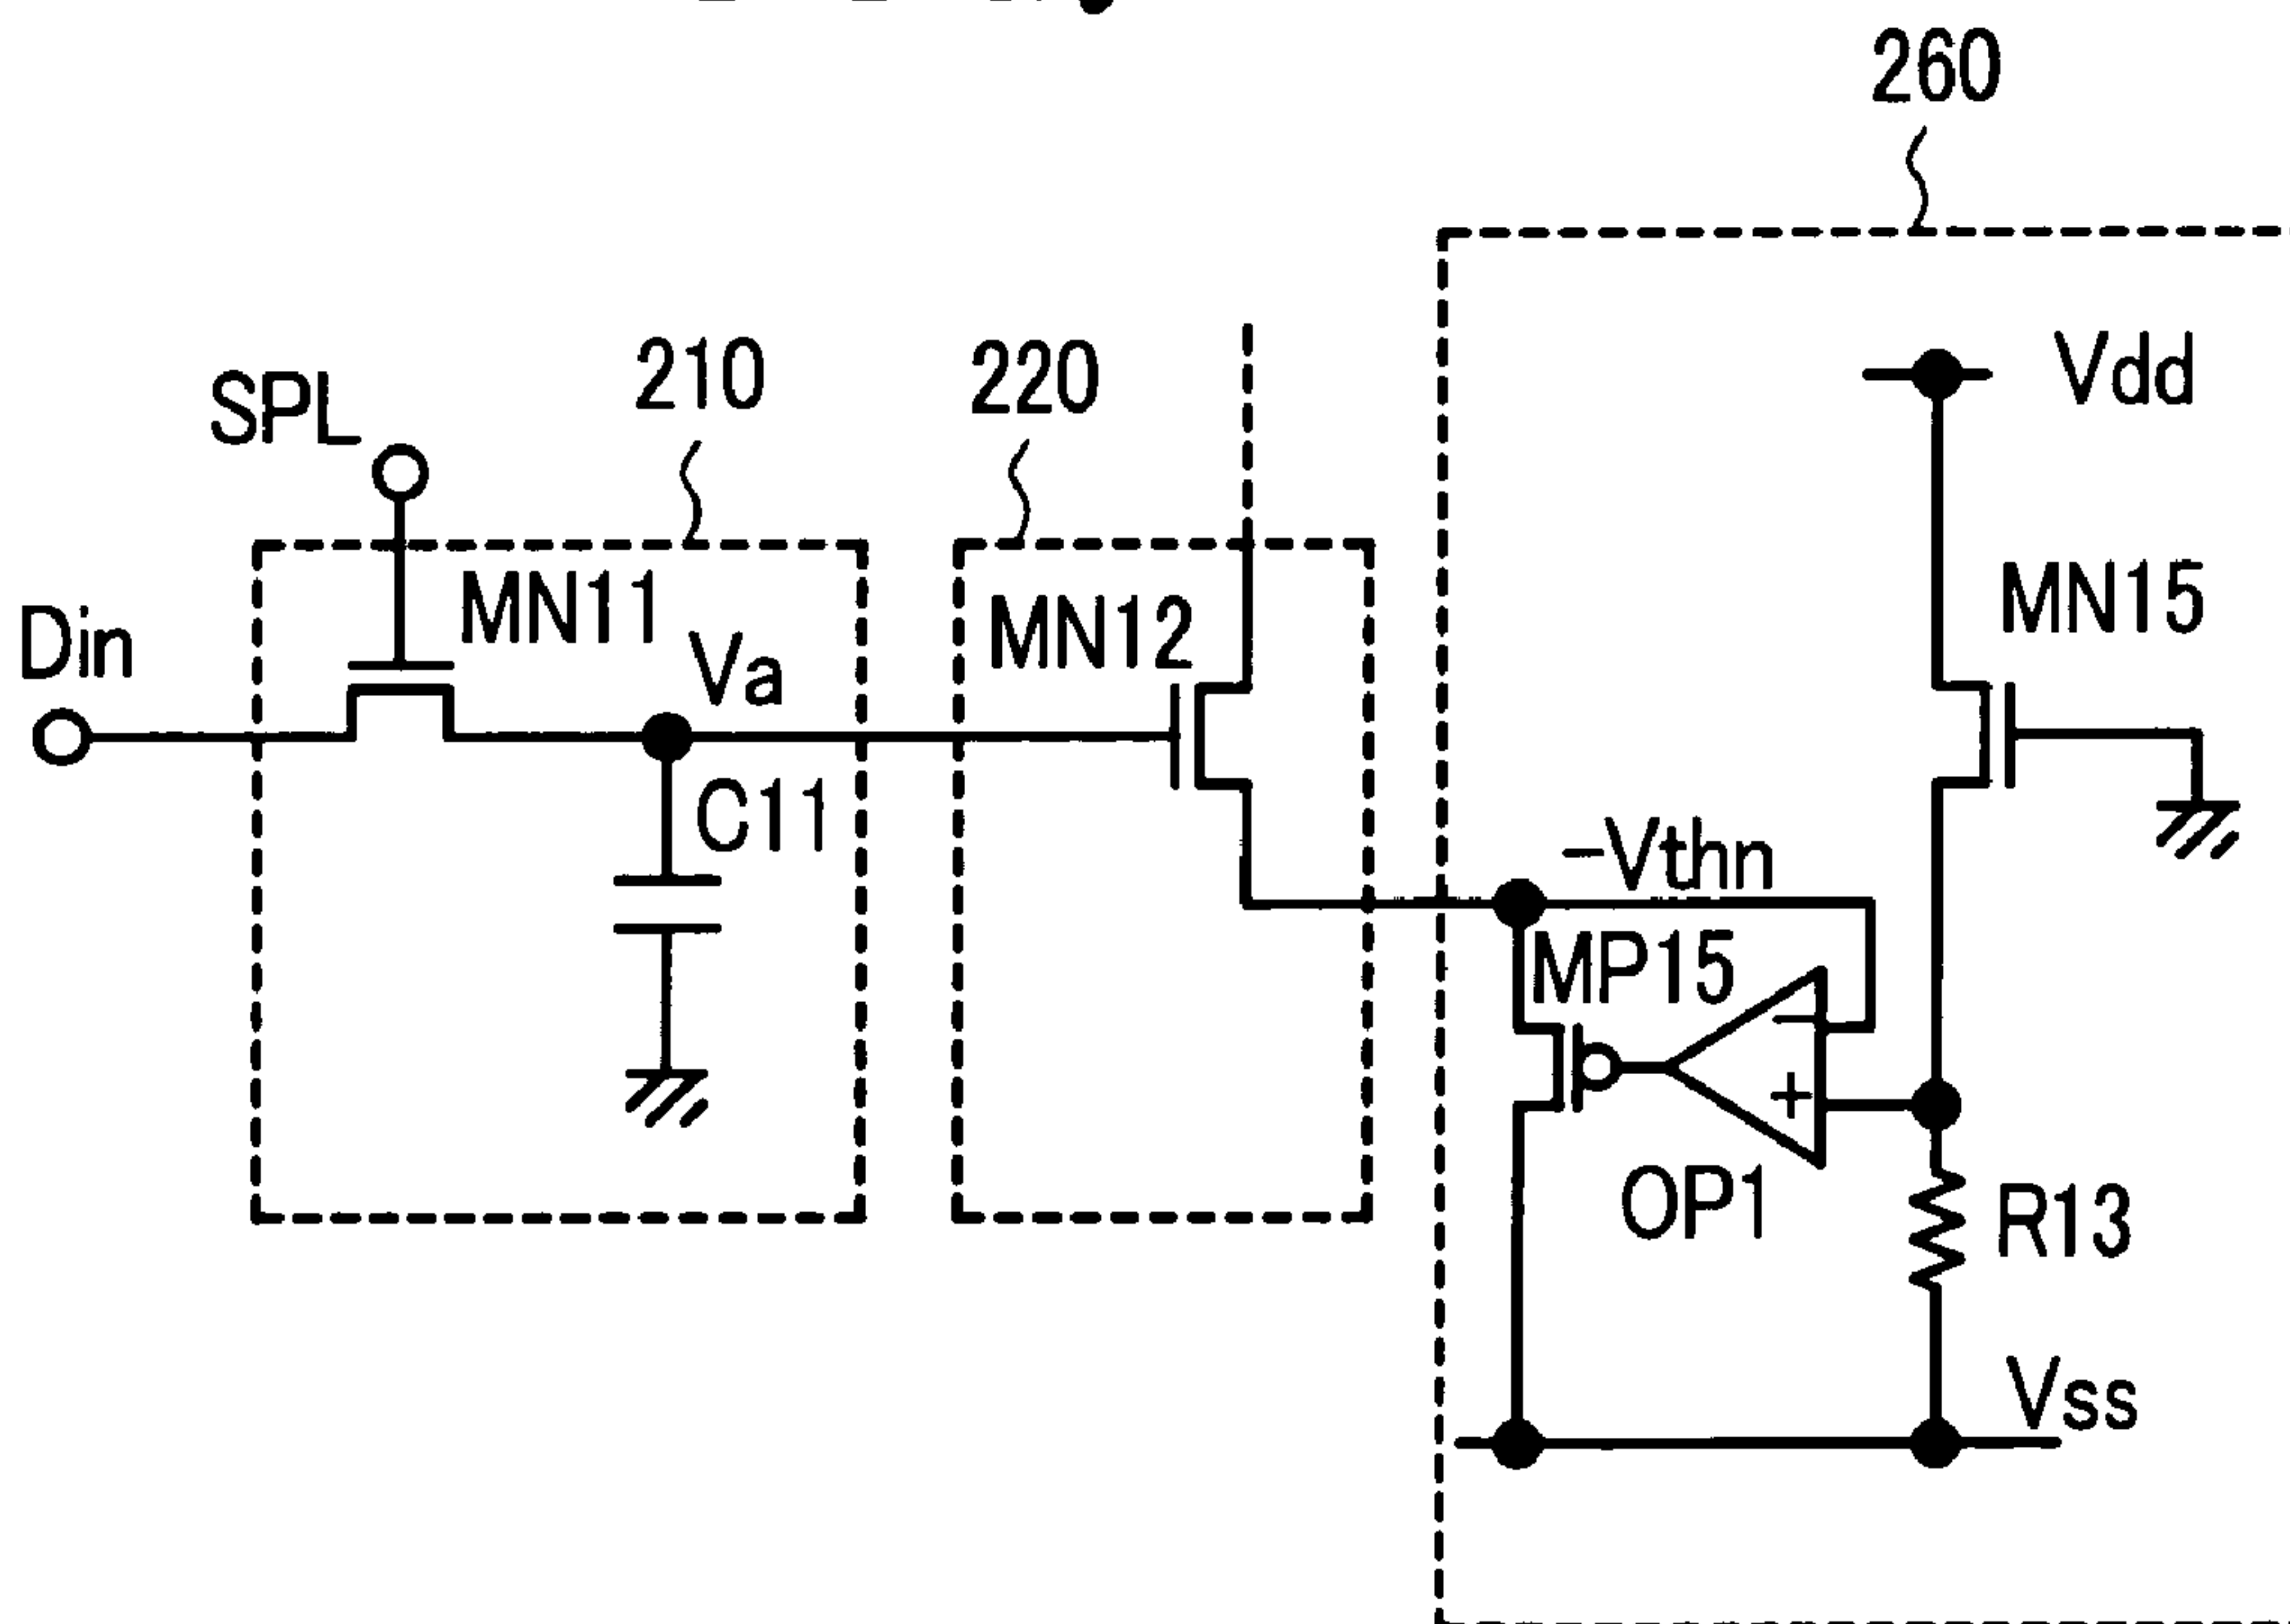 260
210
220
SPL
Vdd
MN11
MN12
MN15
Din
Va
C11
-Vthn
MP15
−
+
OP1
R13
Vss